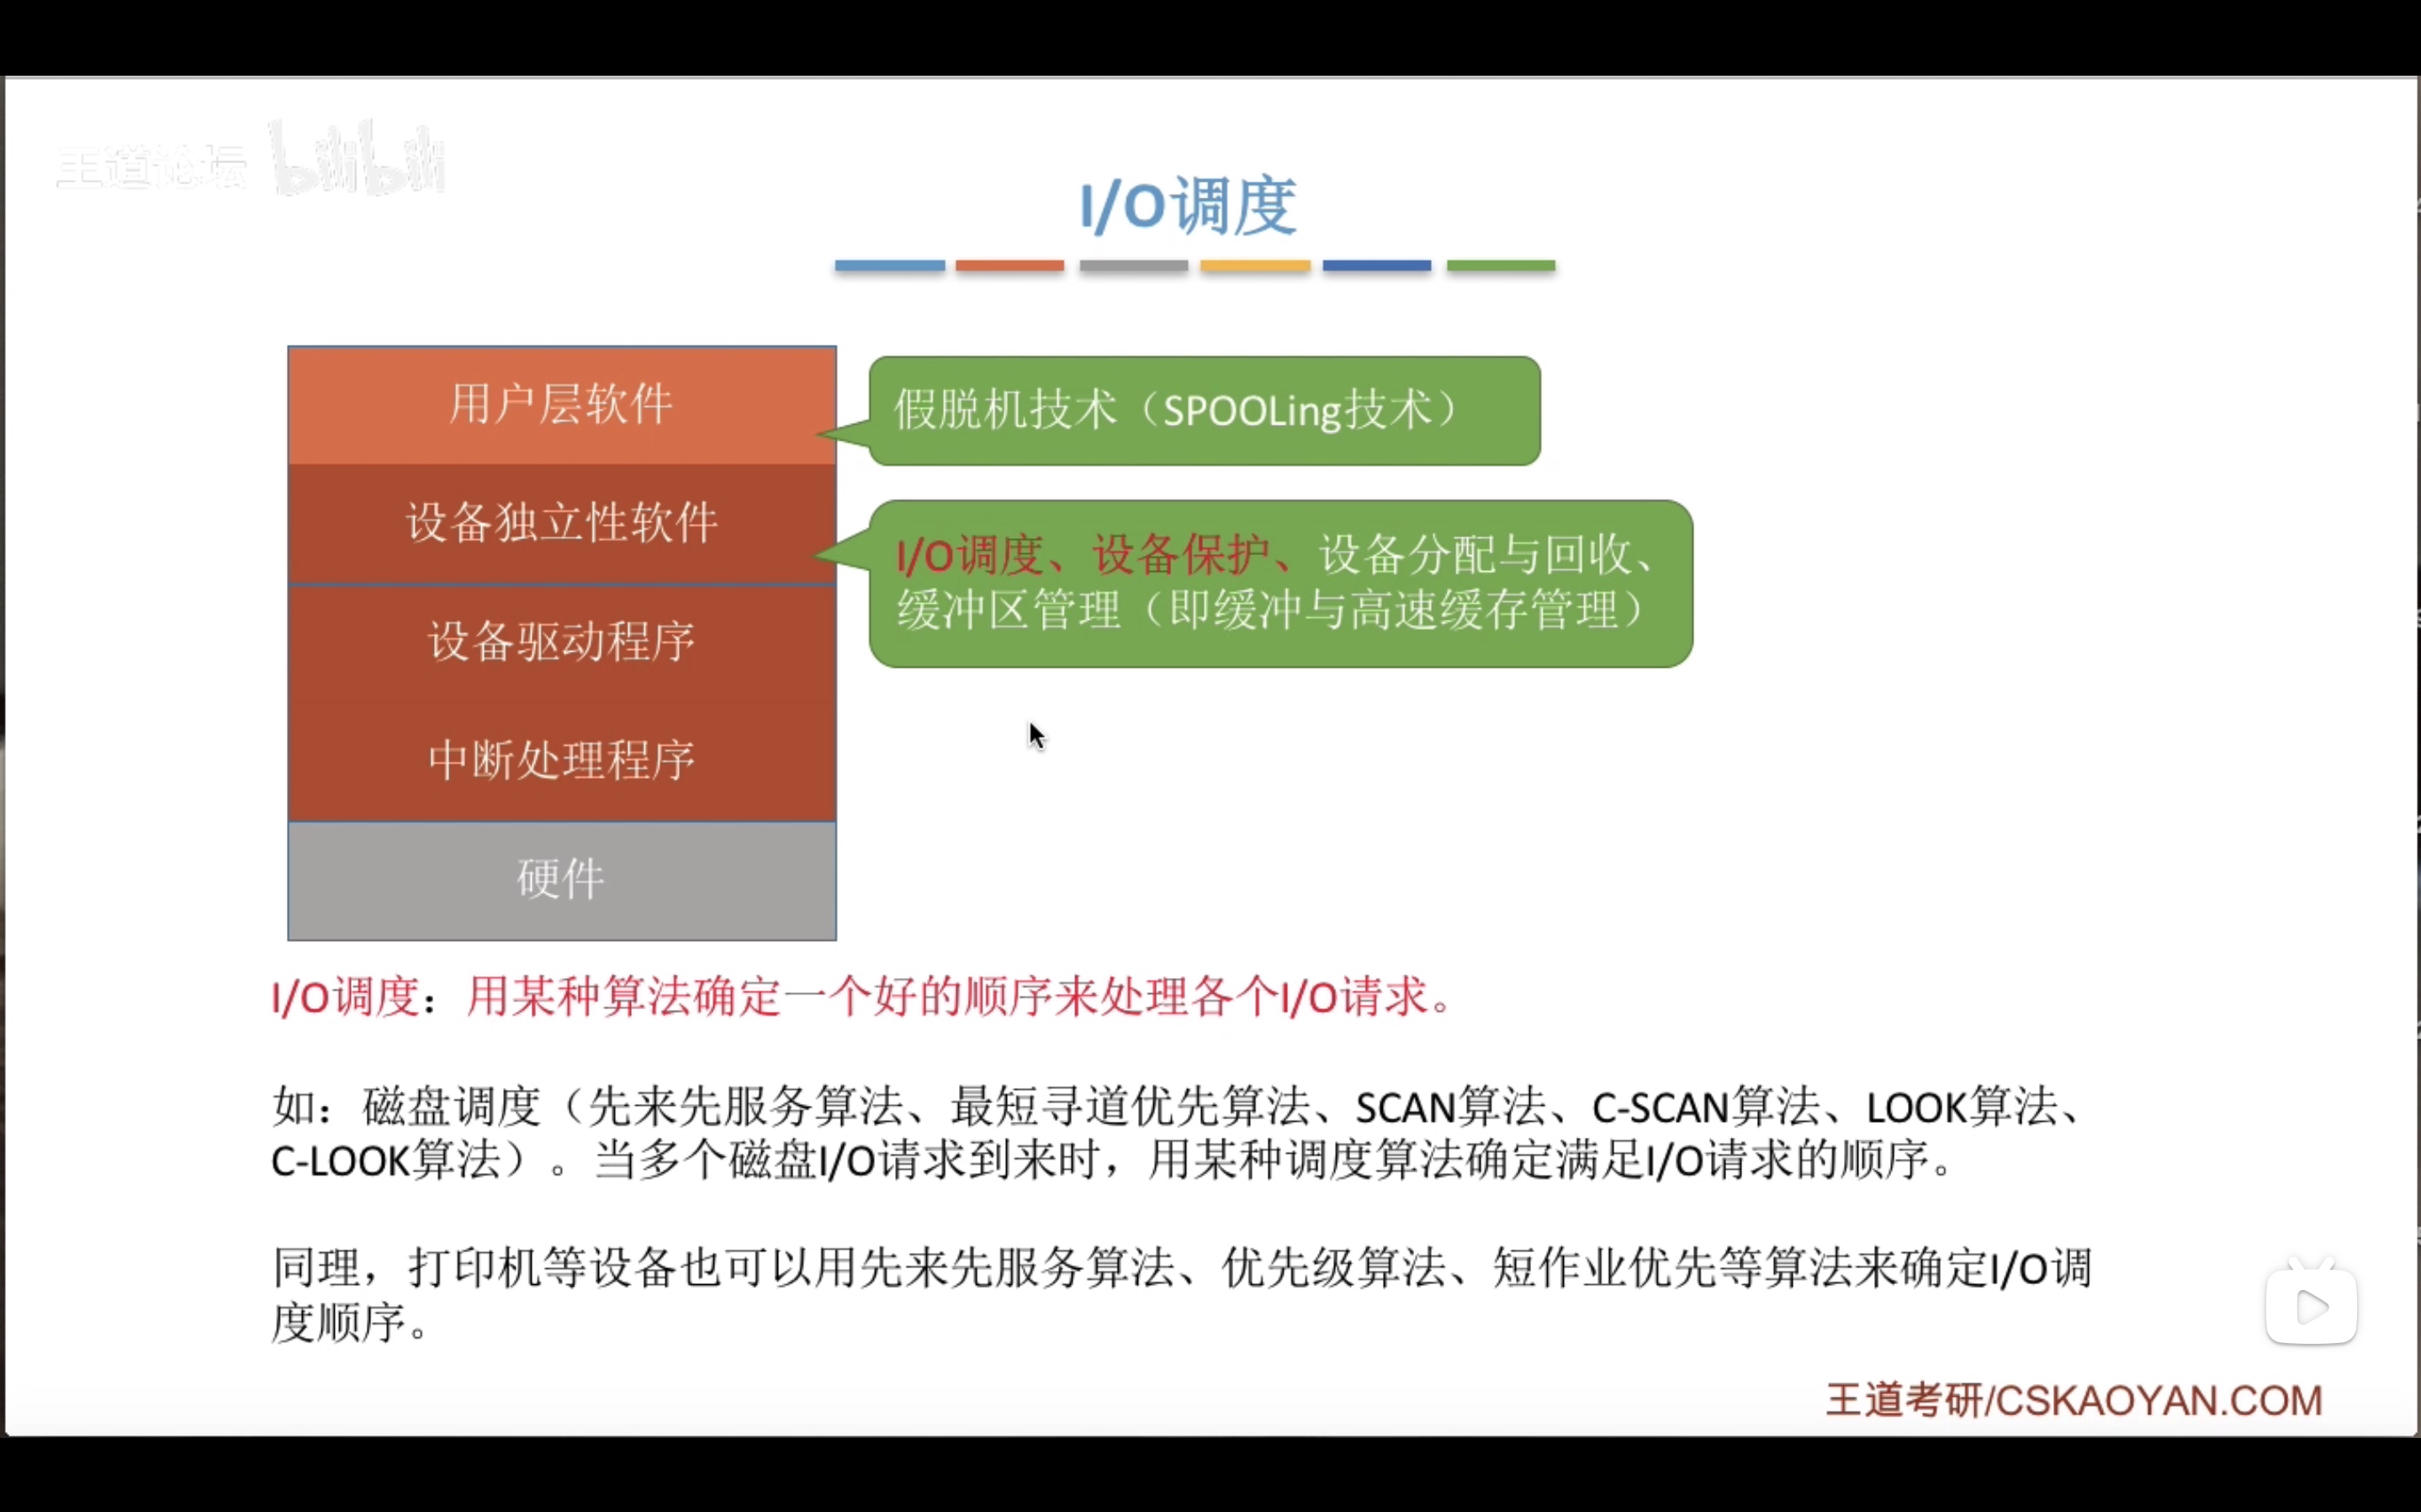 王道论坛 bilibili
I/O调度
用户层软件
假脱机技术（SPOOLing技术）
设备独立性软件
I/O调度、设备保护、设备分配与回收、
缓冲区管理（即缓冲与高速缓存管理）
设备驱动程序
中断处理程序
硬件
I/O调度：用某种算法确定一个好的顺序来处理各个I/O请求。
如：磁盘调度（先来先服务算法、最短寻道优先算法、SCAN算法、C-SCAN算法、LOOK算法、
C-LOOK算法）。当多个磁盘I/O请求到来时，用某种调度算法确定满足I/O请求的顺序。
同理，打印机等设备也可以用先来先服务算法、优先级算法、短作业优先等算法来确定I/O调
度顺序。
王道考研/CSKAOYAN.COM